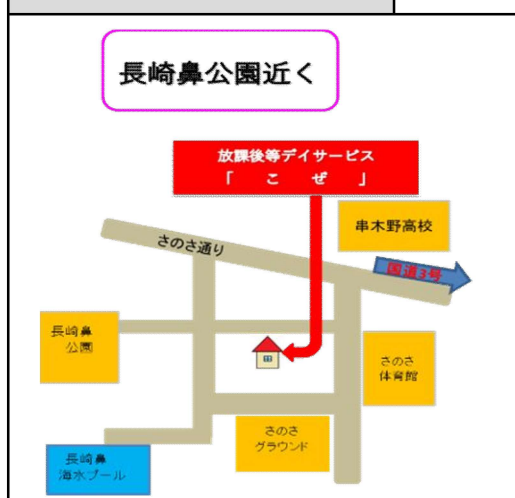 長崎鼻公園近く
放課後等デイサービス
「こぜ」
串木野高校
さのさ通り
国道3号
長崎鼻
公園
さのさ
体育館
さのさ
グラウンド
長崎鼻
海水プール